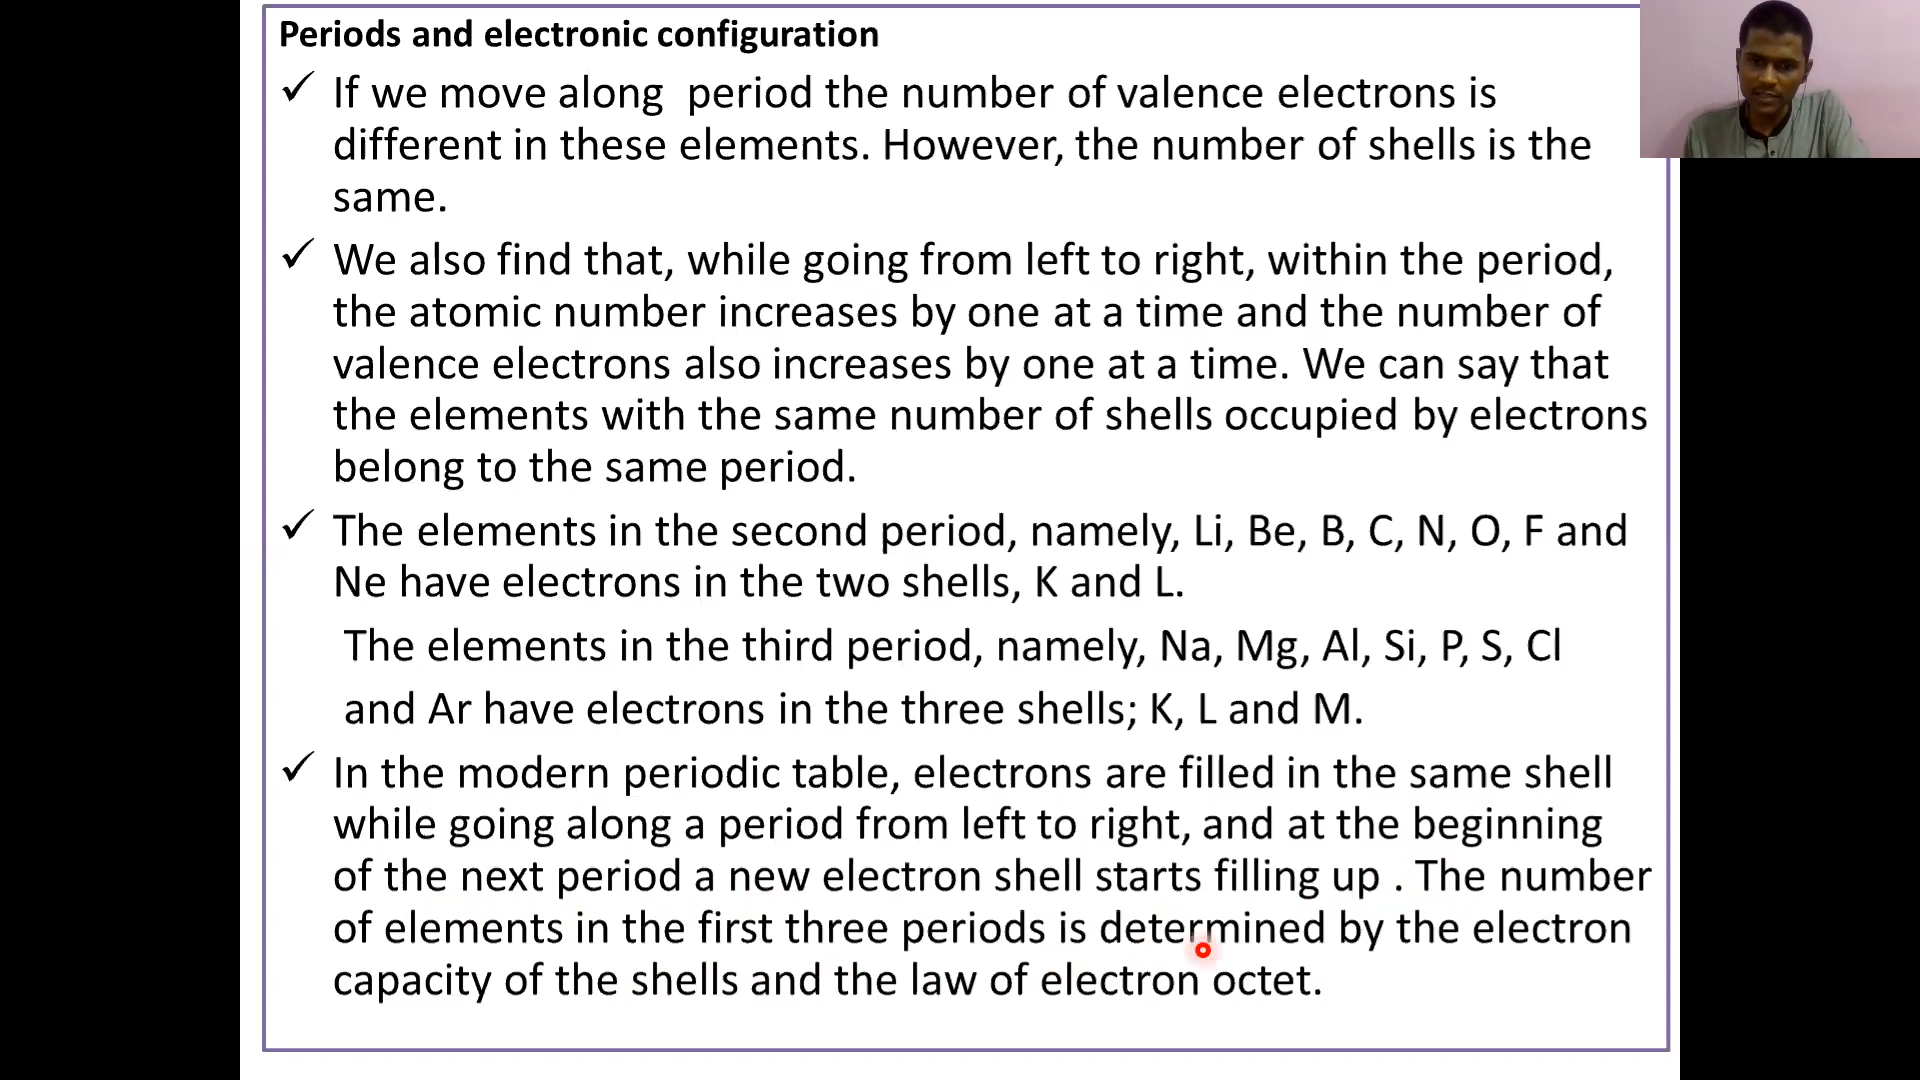 Periods and electronic configuration
✓ If we move along  period the number of valence electrons is
different in these elements. However, the number of shells is the
same.
✓ We also find that, while going from left to right, within the period,
the atomic number increases by one at a time and the number of
valence electrons also increases by one at a time. We can say that
the elements with the same number of shells occupied by electrons
belong to the same period.
✓ The elements in the second period, namely, Li, Be, B, C, N, O, F and
Ne have electrons in the two shells, K and L.
The elements in the third period, namely, Na, Mg, Al, Si, P, S, Cl
and Ar have electrons in the three shells; K, L and M.
✓ In the modern periodic table, electrons are filled in the same shell
while going along a period from left to right, and at the beginning
of the next period a new electron shell starts filling up . The number
of elements in the first three periods is determined by the electron
capacity of the shells and the law of electron octet.